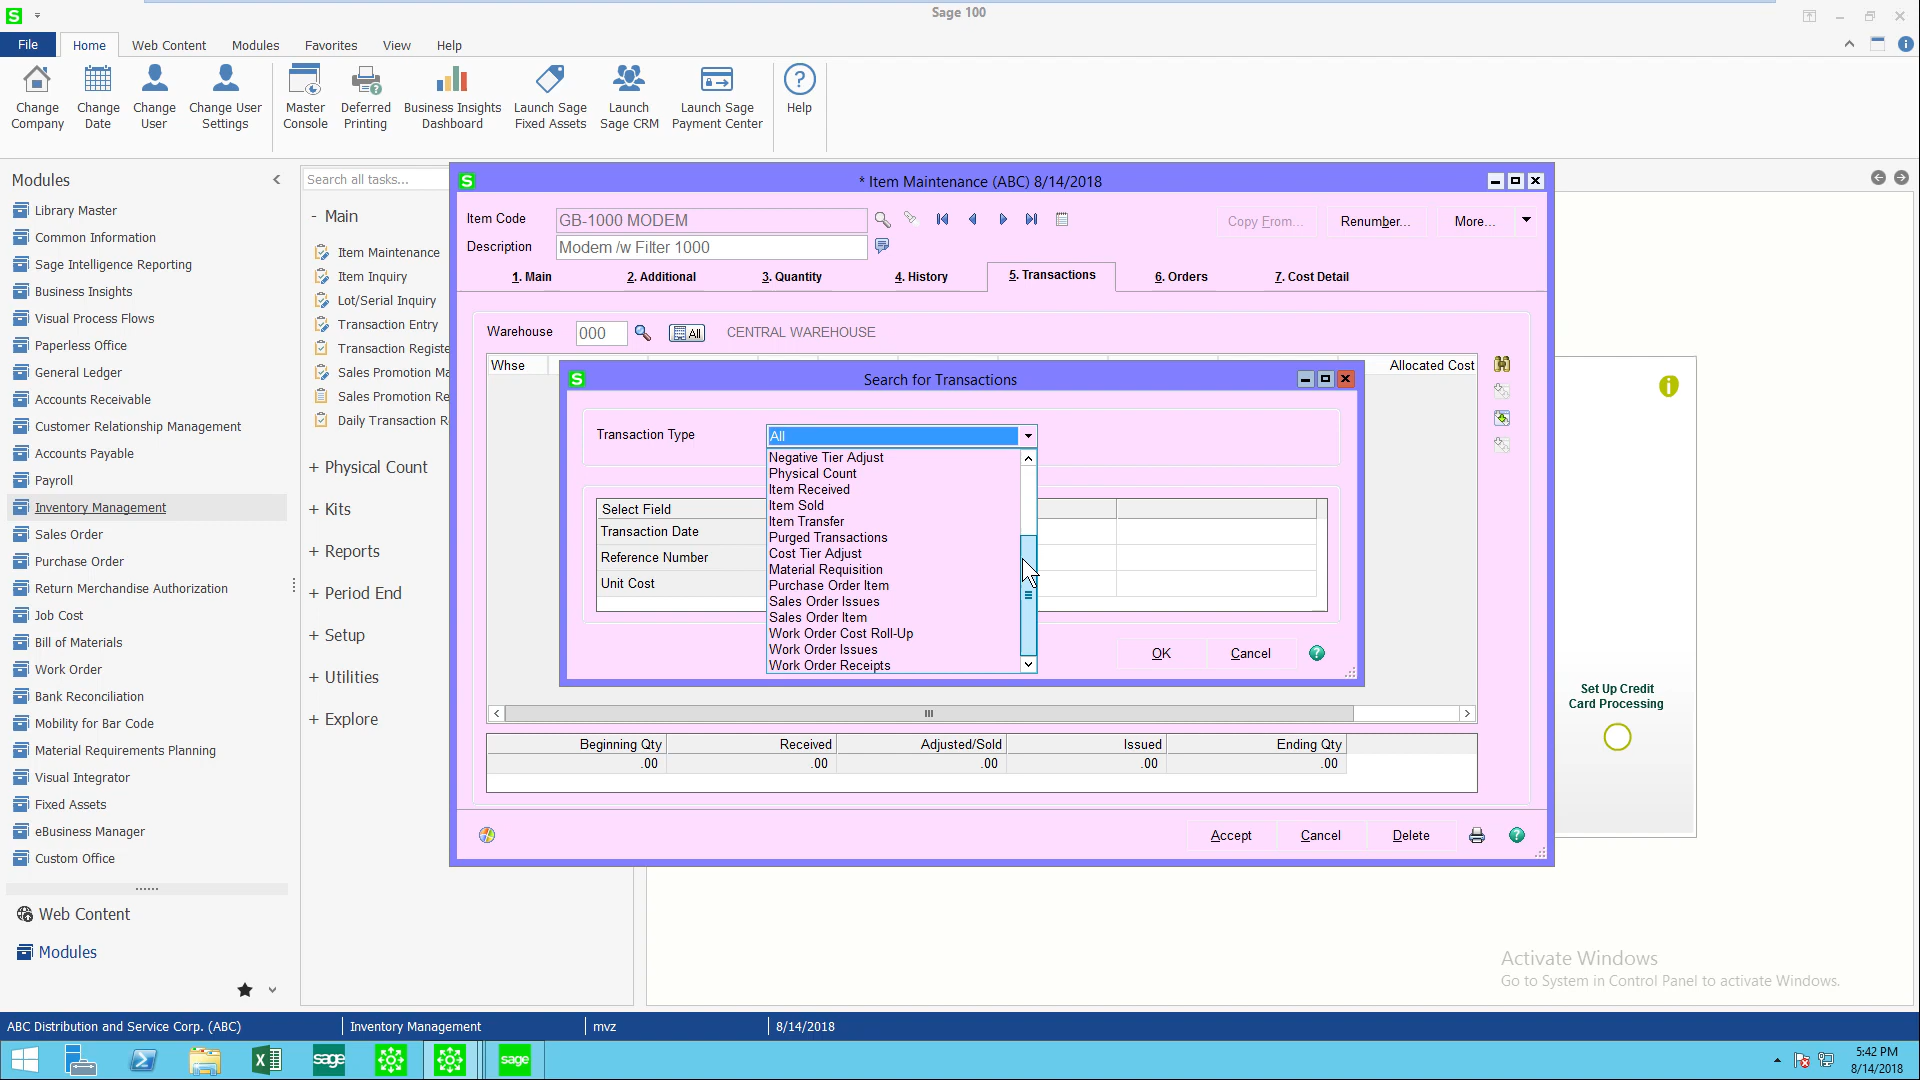 Sage 100
File
Home
Web Content
Modules
Favorites
View
Help
Change Company
Change Date
Change User
Change User Settings
Master Console
Deferred Printing
Business Insights Dashboard
Launch Sage Fixed Assets
Launch Sage CRM
Launch Sage Payment Center
Help
Modules
Library Master
Common Information
Sage Intelligence Reporting
Business Insights
Visual Process Flows
Paperless Office
General Ledger
Accounts Receivable
Customer Relationship Management
Accounts Payable
Payroll
Inventory Management
Sales Order
Purchase Order
Return Merchandise Authorization
Job Cost
Bill of Materials
Work Order
Bank Reconciliation
Mobility for Bar Code
Material Requirements Planning
Visual Integrator
Fixed Assets
eBusiness Manager
Custom Office
Web Content
Modules
Search all tasks...
- Main
Item Maintenance
Item Inquiry
Lot/Serial Inquiry
Transaction Entry
Transaction Registe
Sales Promotion Ma
Sales Promotion Re
Daily Transaction R
+ Physical Count
+ Kits
+ Reports
+ Period End
+ Setup
+ Utilities
+ Explore
* Item Maintenance (ABC) 8/14/2018
Item Code
GB-1000 MODEM
Copy From...
Renumber...
More...
Description
Modem /w Filter 1000
1. Main
2. Additional
3. Quantity
4. History
5. Transactions
6. Orders
7. Cost Detail
Warehouse
000
All
CENTRAL WAREHOUSE
Whse
Allocated Cost
Search for Transactions
Transaction Type
All
Negative Tier Adjust
Physical Count
Item Received
Item Sold
Item Transfer
Purged Transactions
Cost Tier Adjust
Material Requisition
Purchase Order Item
Sales Order Issues
Sales Order Item
Work Order Cost Roll-Up
Work Order Issues
Work Order Receipts
Select Field
Transaction Date
Reference Number
Unit Cost
OK
Cancel
Beginning Qty
Received
Adjusted/Sold
Issued
Ending Qty
.00
.00
.00
.00
.00
Accept
Cancel
Delete
Set Up Credit
Card Processing
Activate Windows
Go to System in Control Panel to activate Windows.
ABC Distribution and Service Corp. (ABC)
Inventory Management
mvz
8/14/2018
sage
sage
5:42 PM
8/14/2018